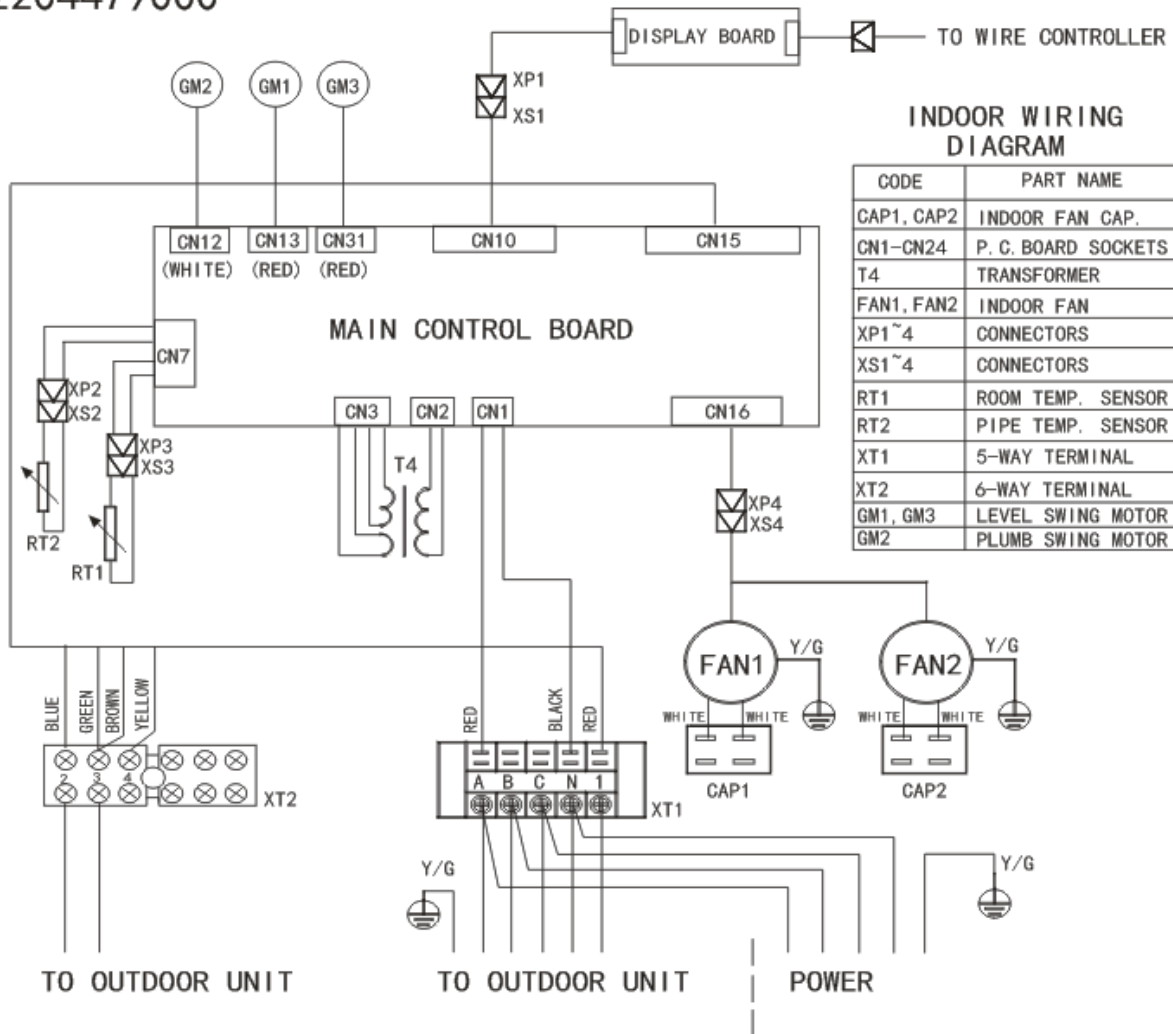 DISPLAY BOARD
TO WIRE CONTROLLER
GM2 GM1 GM3
XP1
XS1
INDOOR WIRING
DIAGRAM
CODE PART NAME
CAP1, CAP2 INDOOR FAN CAP.
CN1-CN24 P.C.BOARD SOCKETS
T4 TRANSFORMER
FAN1, FAN2 INDOOR FAN
XP1~4 CONNECTORS
XS1~4 CONNECTORS
RT1 ROOM TEMP. SENSOR
RT2 PIPE TEMP. SENSOR
XT1 5-WAY TERMINAL
XT2 6-WAY TERMINAL
GM1, GM3 LEVEL SWING MOTOR
GM2 PLUMB SWING MOTOR
CN12 CN13 CN31 CN10 CN15
(WHITE) (RED) (RED)
MAIN CONTROL BOARD
CN7
XP2
XS2
XP3
XS3
RT2
RT1
CN3 CN2 CN1 CN16
T4
XP4
XS4
FAN1 Y/G FAN2 Y/G
WHITE WHITE WHITE WHITE
CAP1 CAP2
BLUE GREEN BROWN YELLOW
RED BLACK RED
2 3 4
XT2
A B C N 1
XT1
Y/G Y/G
TO OUTDOOR UNIT TO OUTDOOR UNIT POWER